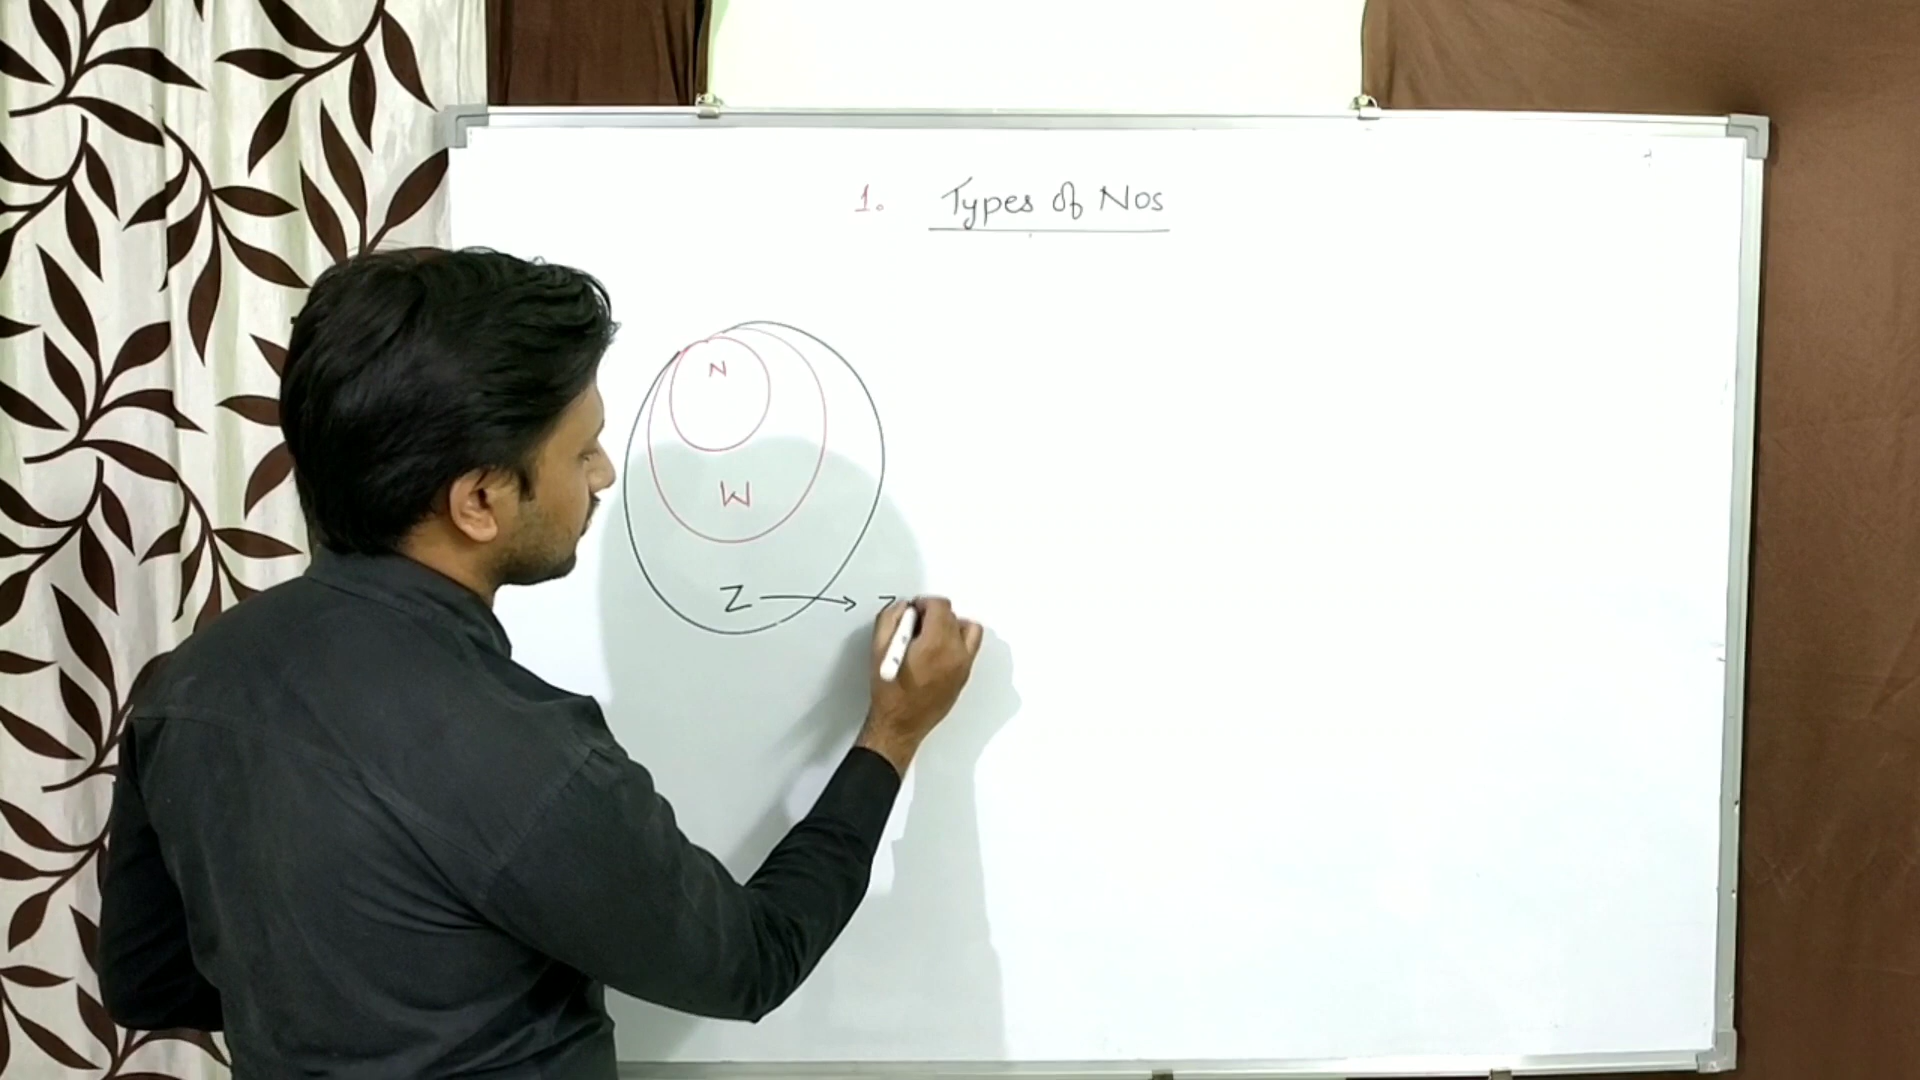 1. Types of Nos
N
W
Z →